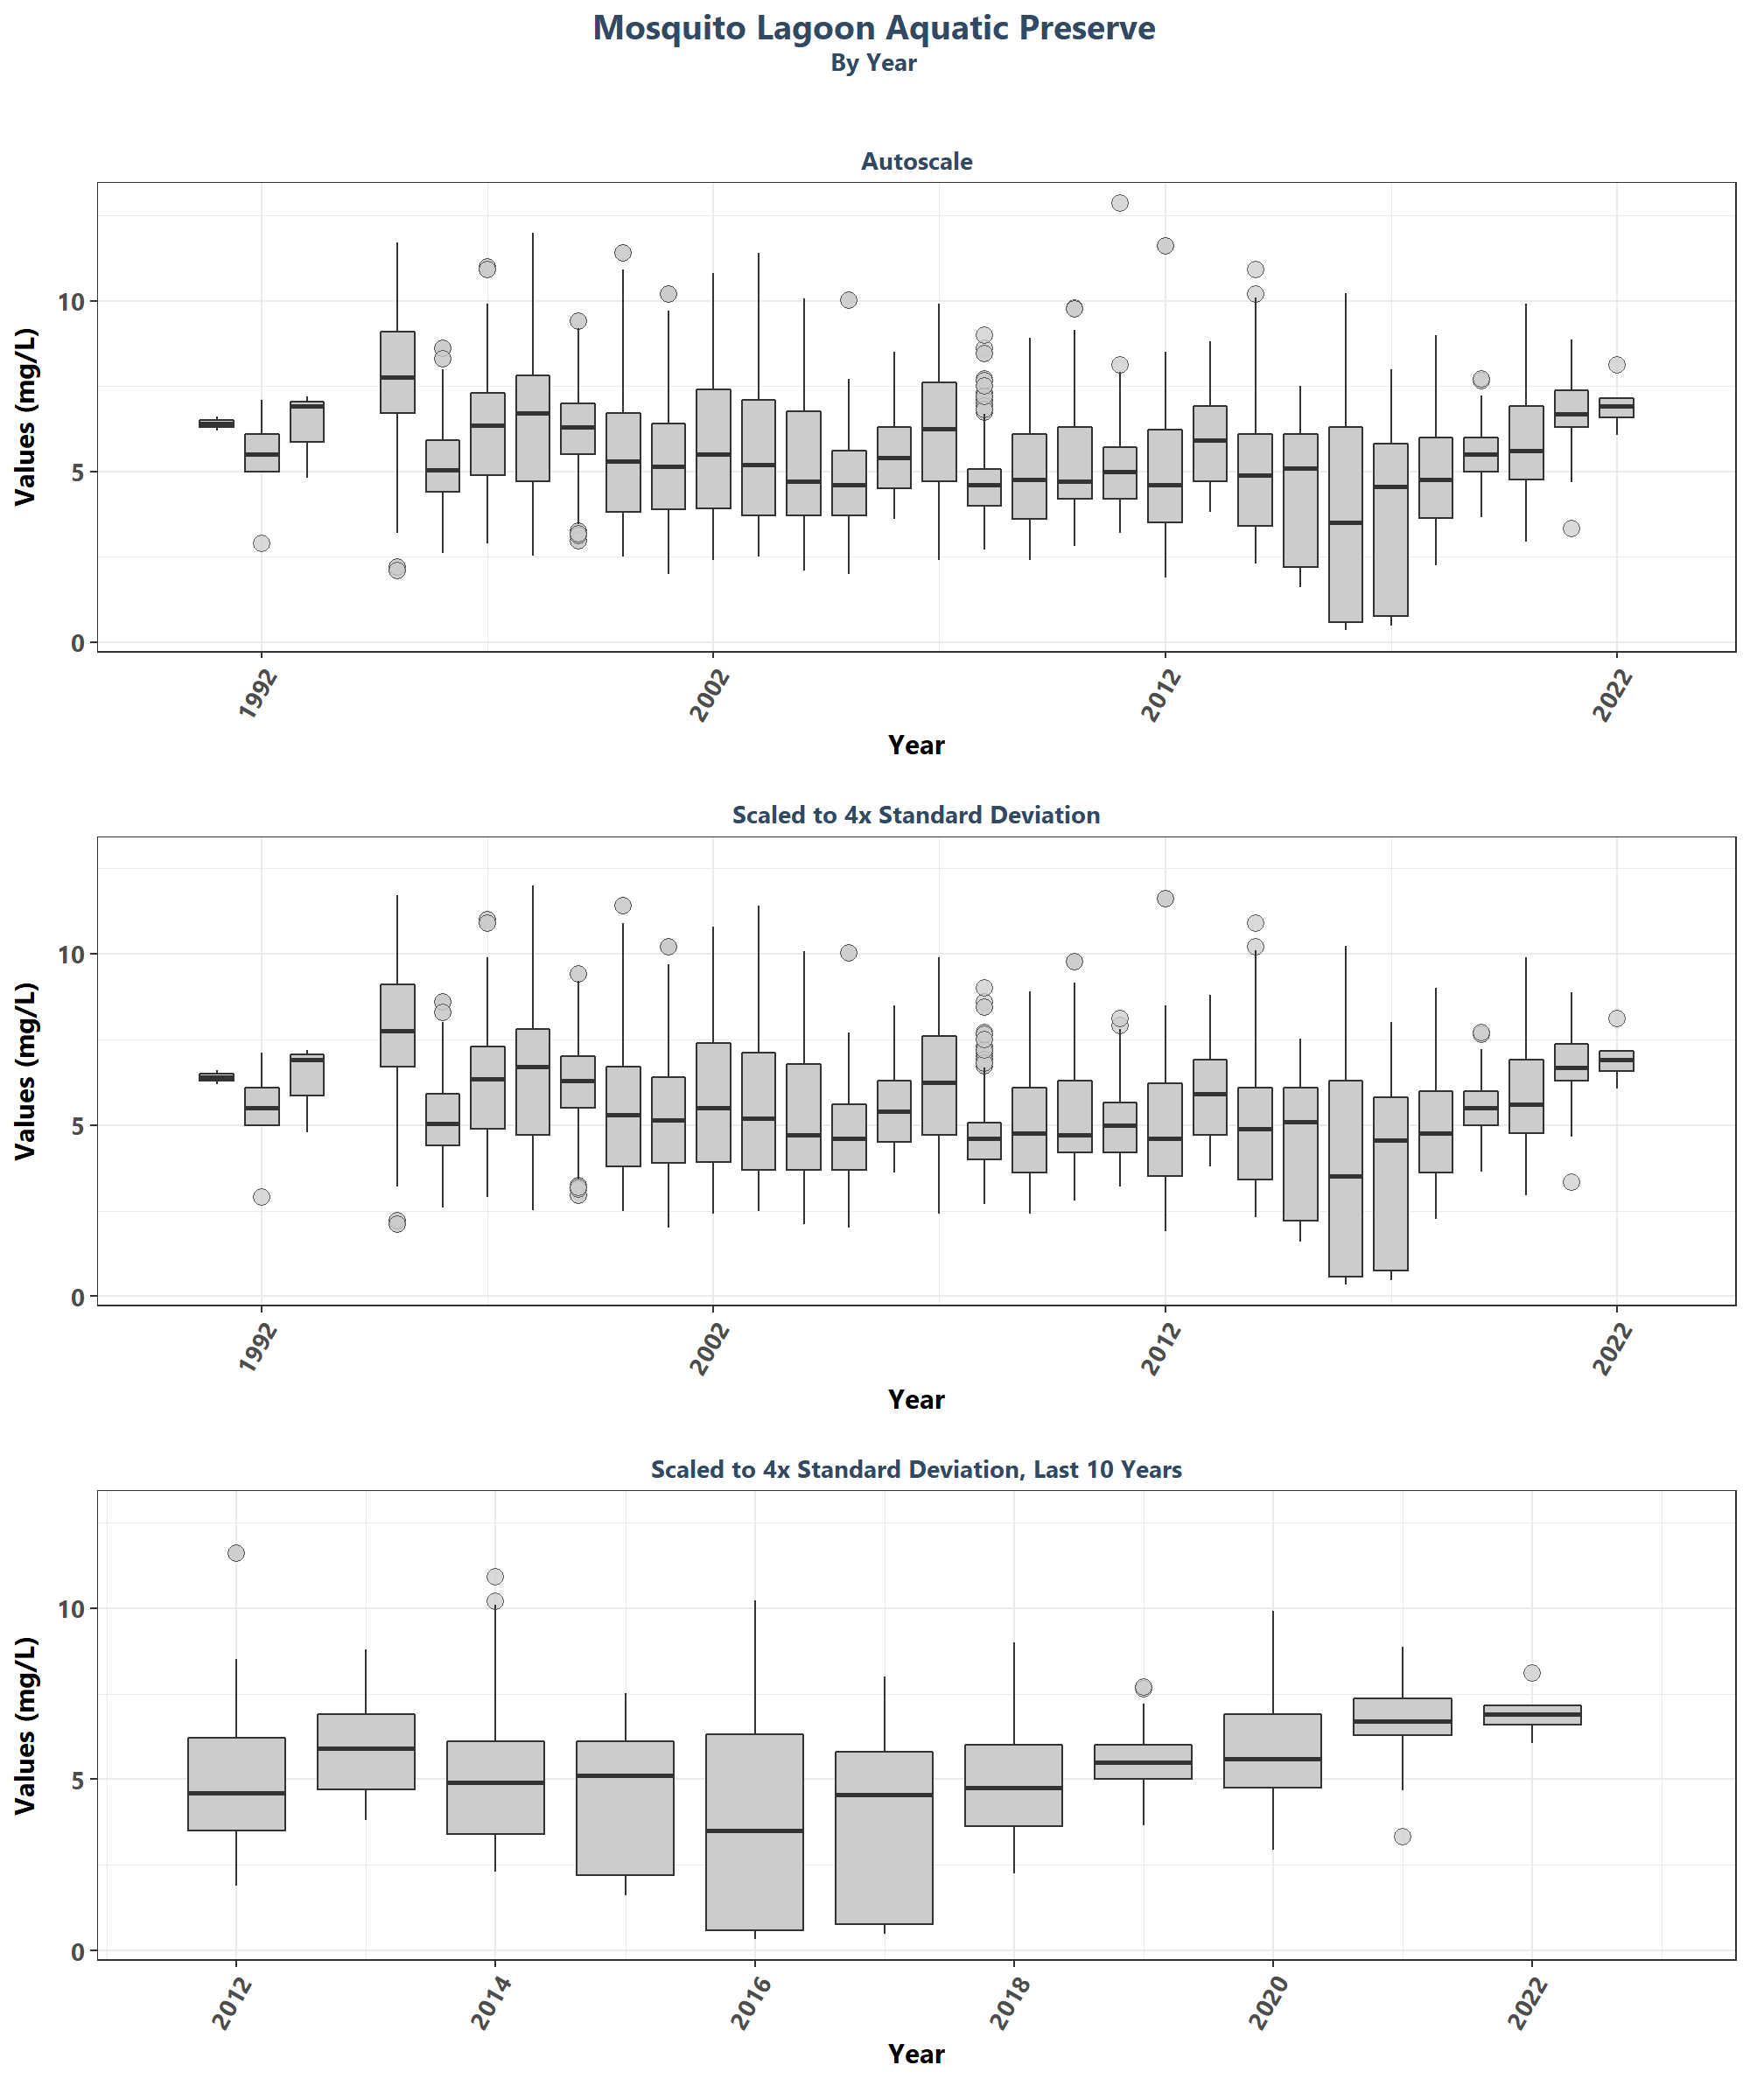 Mosquito Lagoon Aquatic Preserve
By Year
Autoscale
Values (mg/L)
10
5
0
1992
2002
2012
2022
Year
Scaled to 4x Standard Deviation
Values (mg/L)
10
5
0
1992
2002
2012
2022
Year
Scaled to 4x Standard Deviation, Last 10 Years
Values (mg/L)
10
5
0
2012
2014
2016
2018
2020
2022
Year